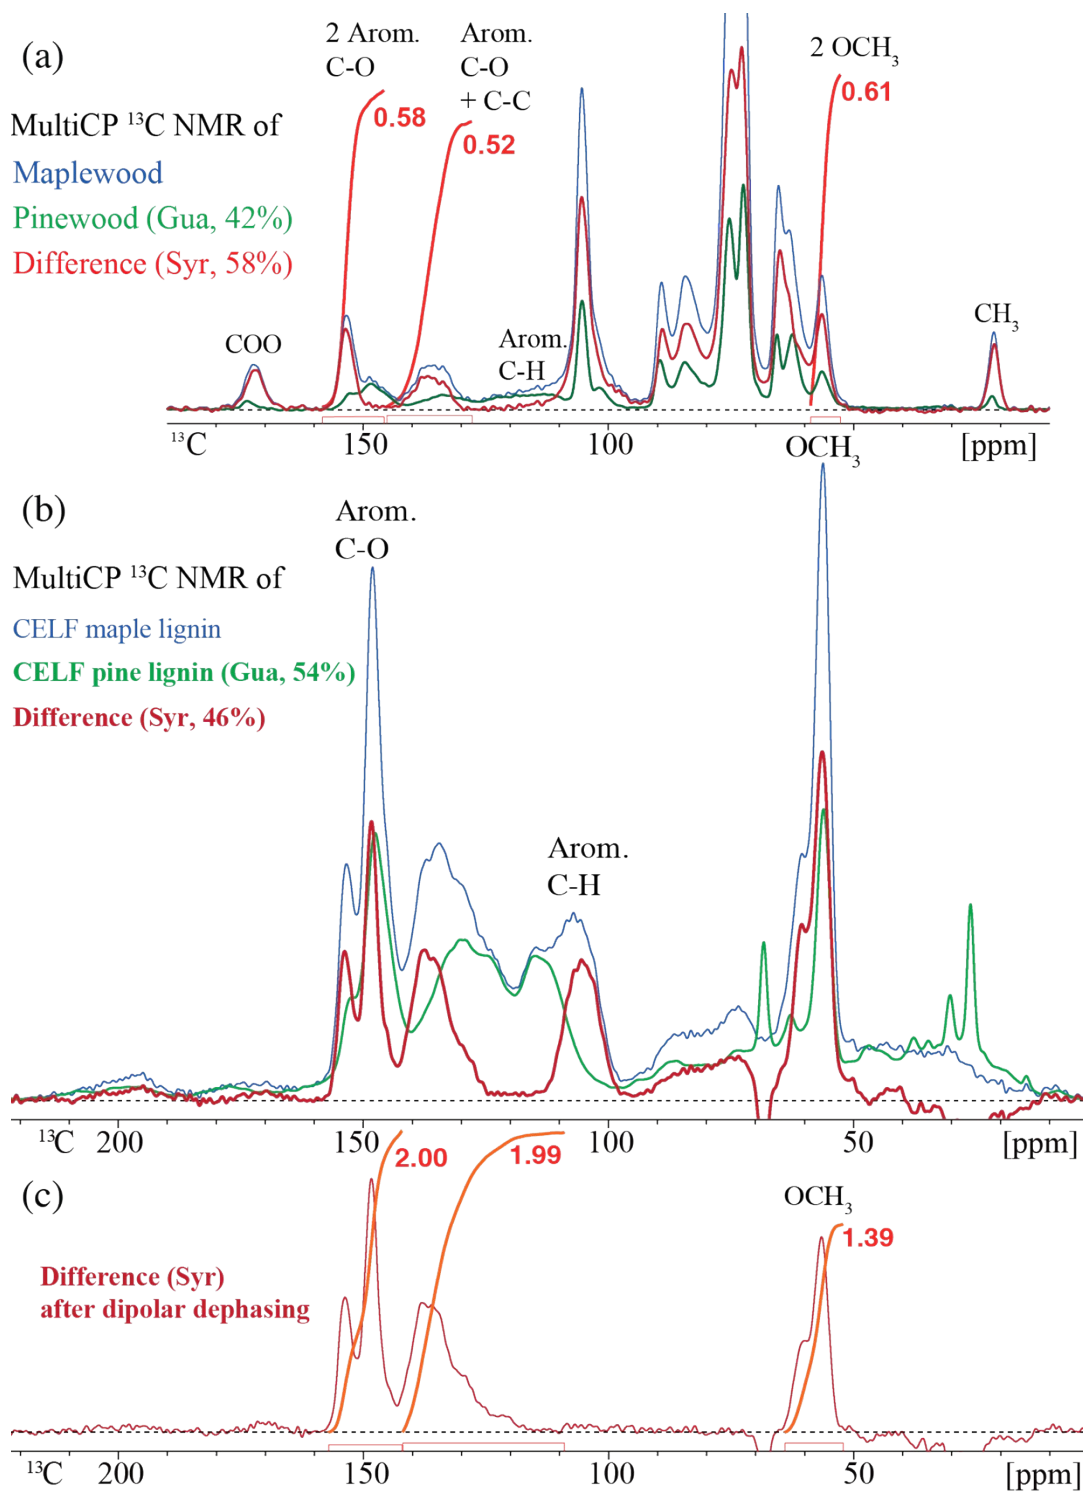 (a)
2 Arom.
C-O
Arom.
C-O
+ C-C
2 OCH₃
0.58
0.52
0.61
MultiCP ¹³C NMR of
Maplewood
Pinewood (Gua, 42%)
Difference (Syr, 58%)
COO
Arom.
C-H
CH₃
¹³C
150
100
OCH₃
[ppm]
(b)
Arom.
C-O
MultiCP ¹³C NMR of
CELF maple lignin
CELF pine lignin (Gua, 54%)
Difference (Syr, 46%)
Arom.
C-H
¹³C
200
150
100
50
[ppm]
2.00
1.99
(c)
OCH₃
1.39
Difference (Syr)
after dipolar dephasing
¹³C
200
150
100
50
[ppm]